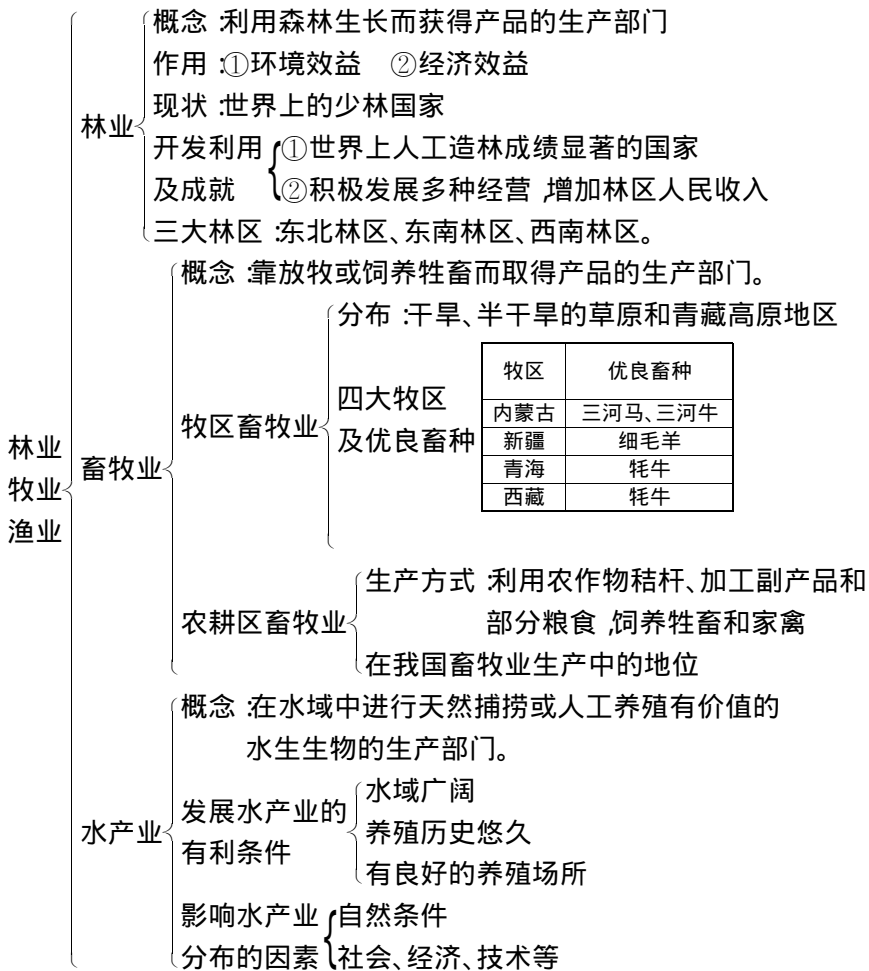 林业
牧业
渔业
林业
概念:利用森林生长而获得产品的生产部门
作用:①环境效益 ②经济效益
现状:世界上的少林国家
开发利用
及成就
①世界上人工造林成绩显著的国家
②积极发展多种经营,增加林区人民收入
三大林区:东北林区、东南林区、西南林区。
畜牧业
概念:靠放牧或饲养牲畜而取得产品的生产部门。
牧区畜牧业
分布:干旱、半干旱的草原和青藏高原地区
四大牧区
及优良畜种
牧区 优良畜种
内蒙古 三河马、三河牛
新疆 细毛羊
青海 牦牛
西藏 牦牛
农耕区畜牧业
生产方式:利用农作物秸杆、加工副产品和
部分粮食,饲养牲畜和家禽
在我国畜牧业生产中的地位
水产业
概念:在水域中进行天然捕捞或人工养殖有价值的
水生生物的生产部门。
发展水产业的
有利条件
水域广阔
养殖历史悠久
有良好的养殖场所
影响水产业
分布的因素
自然条件
社会、经济、技术等